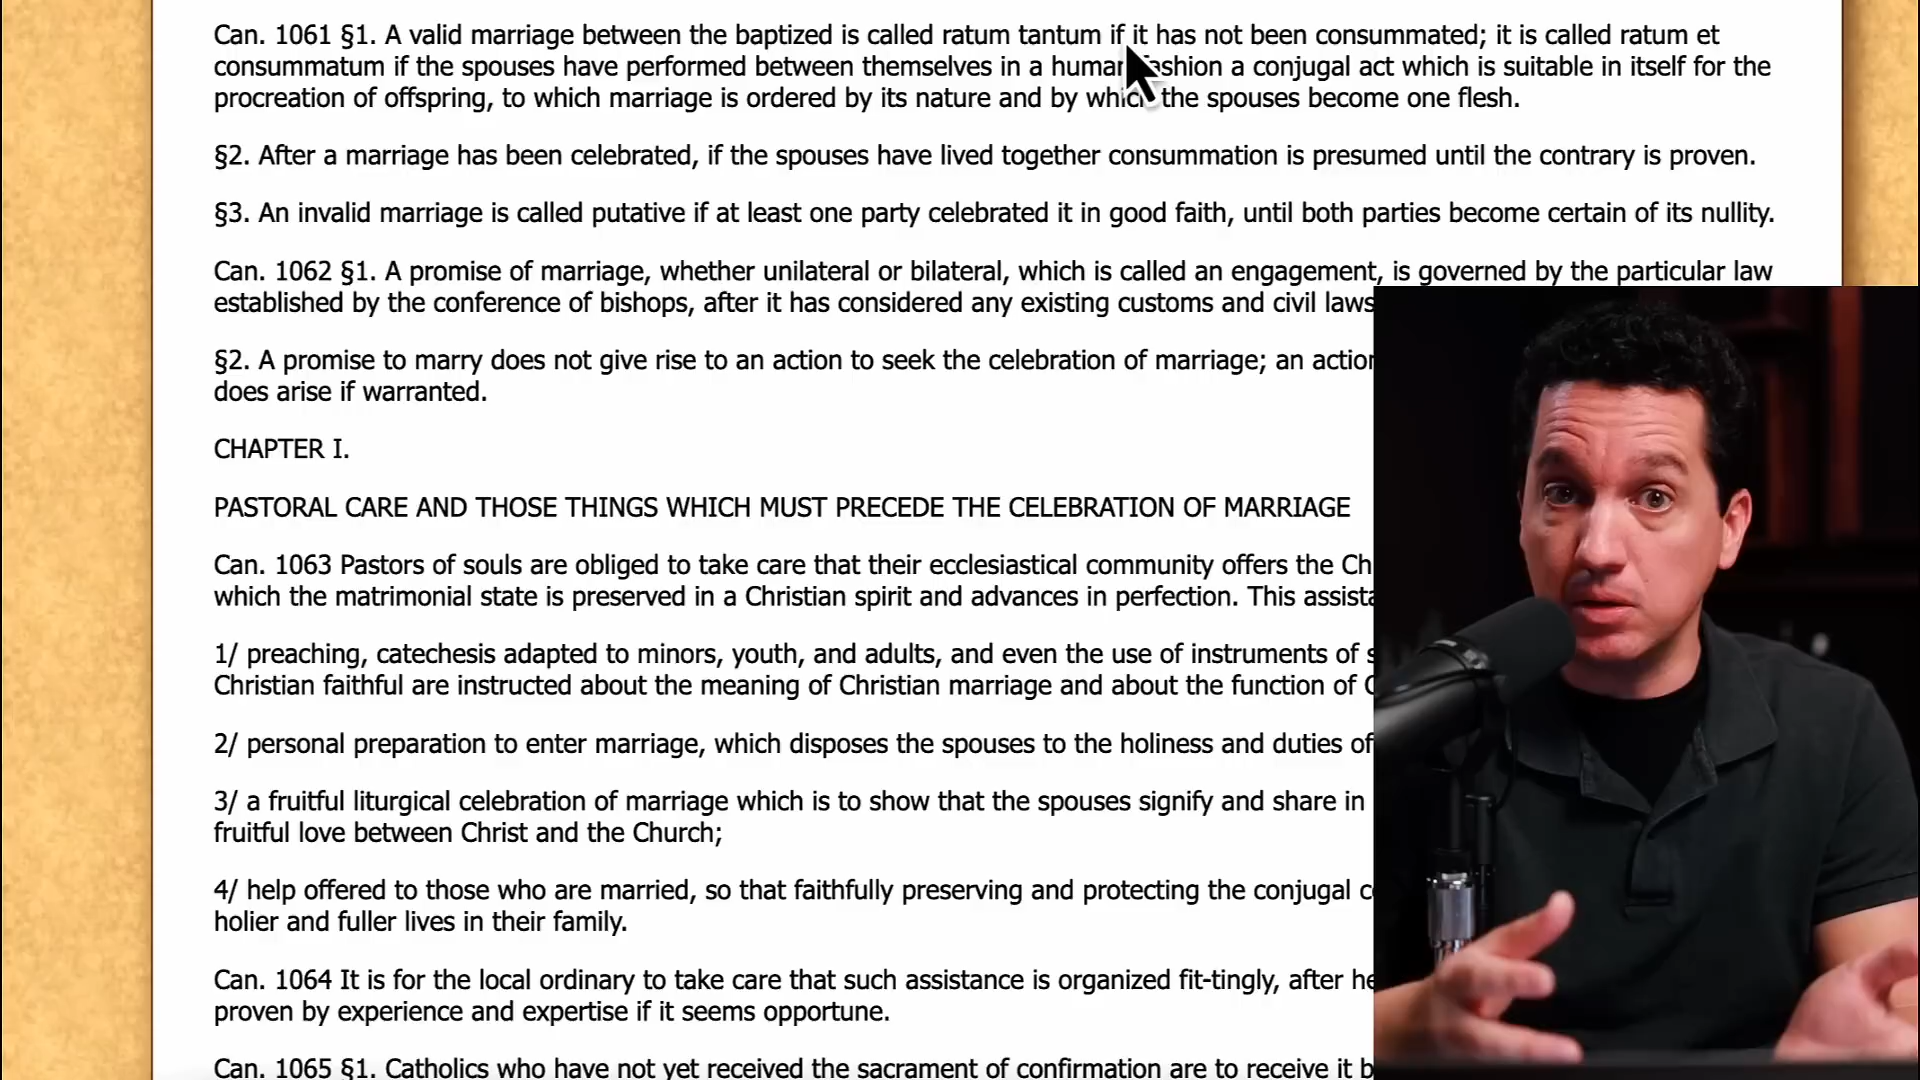 Can. 1061 §1. A valid marriage between the baptized is called ratum tantum if it has not been consummated; it is called ratum et
consummatum if the spouses have performed between themselves in a human fashion a conjugal act which is suitable in itself for the
procreation of offspring, to which marriage is ordered by its nature and by which the spouses become one flesh.
§2. After a marriage has been celebrated, if the spouses have lived together consummation is presumed until the contrary is proven.
§3. An invalid marriage is called putative if at least one party celebrated it in good faith, until both parties become certain of its nullity.
Can. 1062 §1. A promise of marriage, whether unilateral or bilateral, which is called an engagement, is governed by the particular law
established by the conference of bishops, after it has considered any existing customs and civil laws
§2. A promise to marry does not give rise to an action to seek the celebration of marriage; an action
does arise if warranted.
CHAPTER I.
PASTORAL CARE AND THOSE THINGS WHICH MUST PRECEDE THE CELEBRATION OF MARRIAGE
Can. 1063 Pastors of souls are obliged to take care that their ecclesiastical community offers the Ch
which the matrimonial state is preserved in a Christian spirit and advances in perfection. This assista
1/ preaching, catechesis adapted to minors, youth, and adults, and even the use of instruments of s
Christian faithful are instructed about the meaning of Christian marriage and about the function of C
2/ personal preparation to enter marriage, which disposes the spouses to the holiness and duties of
3/ a fruitful liturgical celebration of marriage which is to show that the spouses signify and share in
fruitful love between Christ and the Church;
4/ help offered to those who are married, so that faithfully preserving and protecting the conjugal c
holier and fuller lives in their family.
Can. 1064 It is for the local ordinary to take care that such assistance is organized fit-tingly, after he
proven by experience and expertise if it seems opportune.
Can. 1065 §1. Catholics who have not yet received the sacrament of confirmation are to receive it b